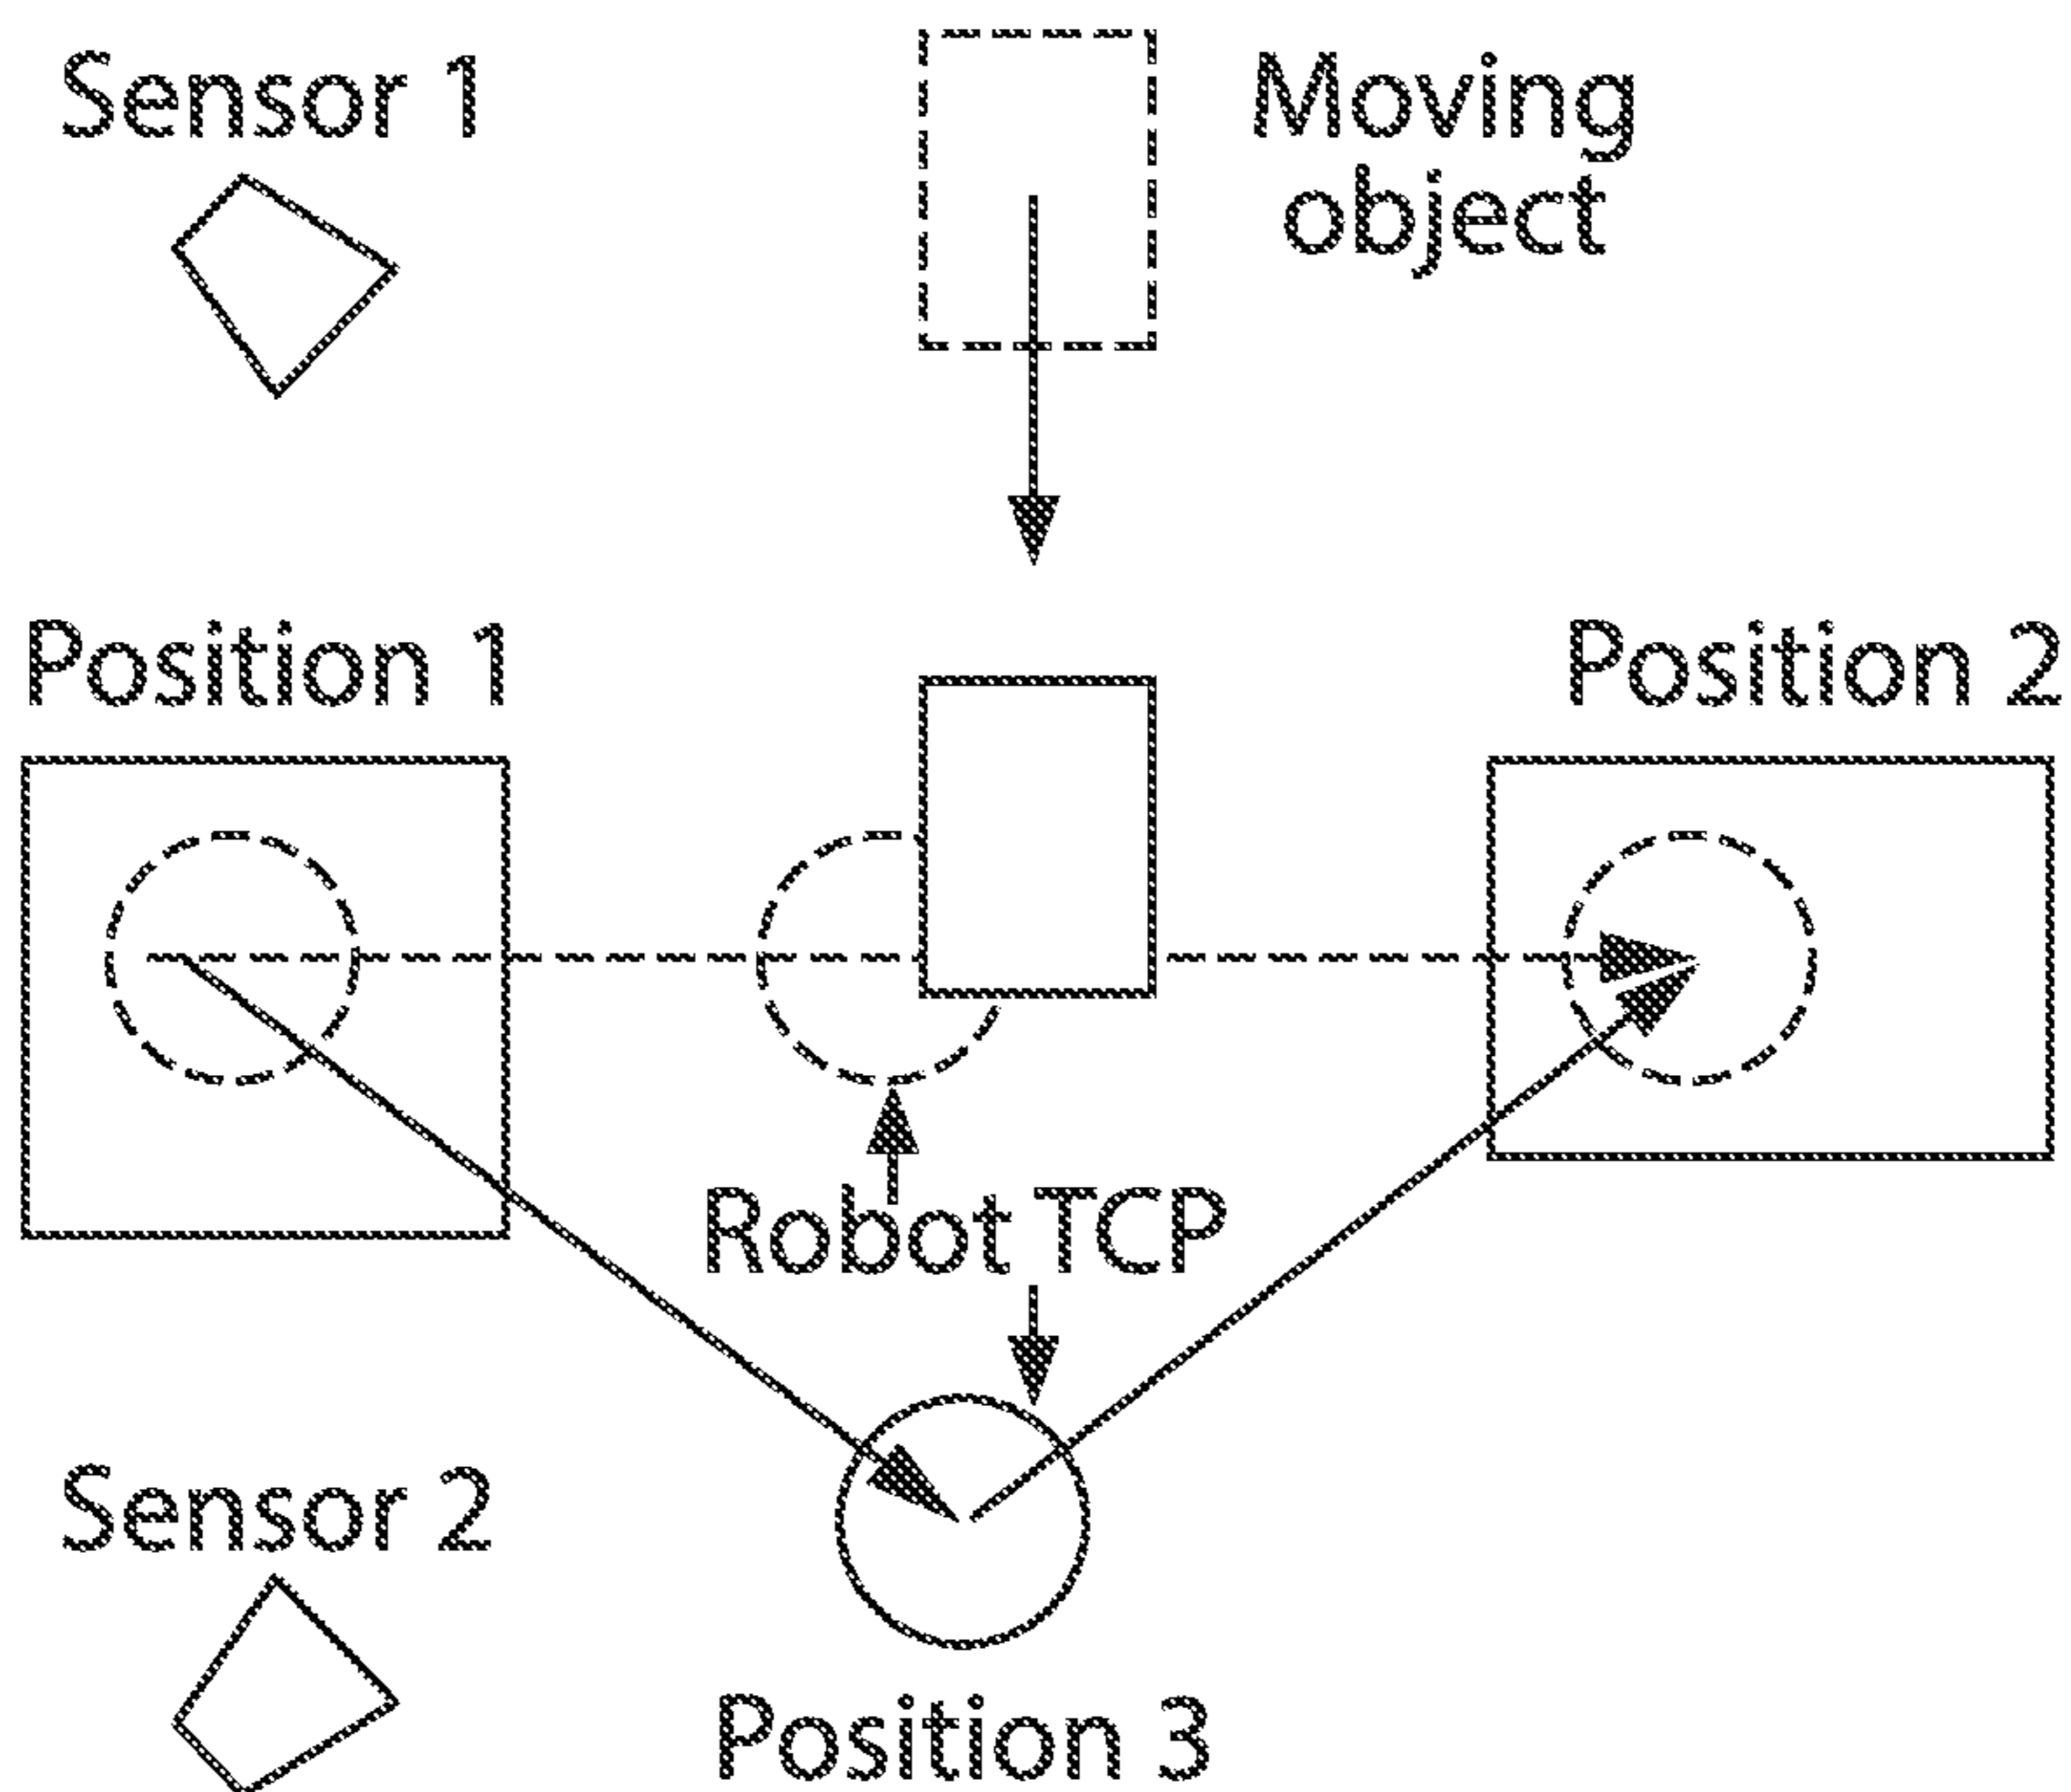 Sensor 1
Moving
object
Position 1
Position 2
Robot TCP
Sensor 2
Position 3